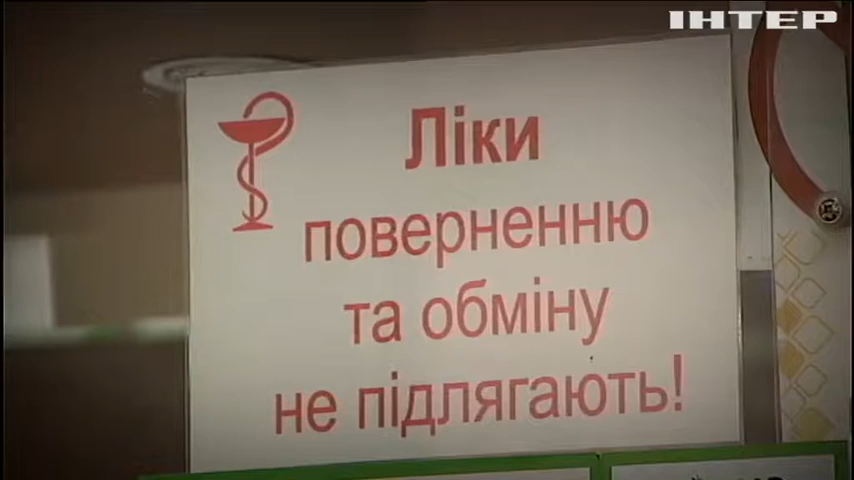 ІНТЕР
Ліки
поверненню
та обміну
не підлягають!